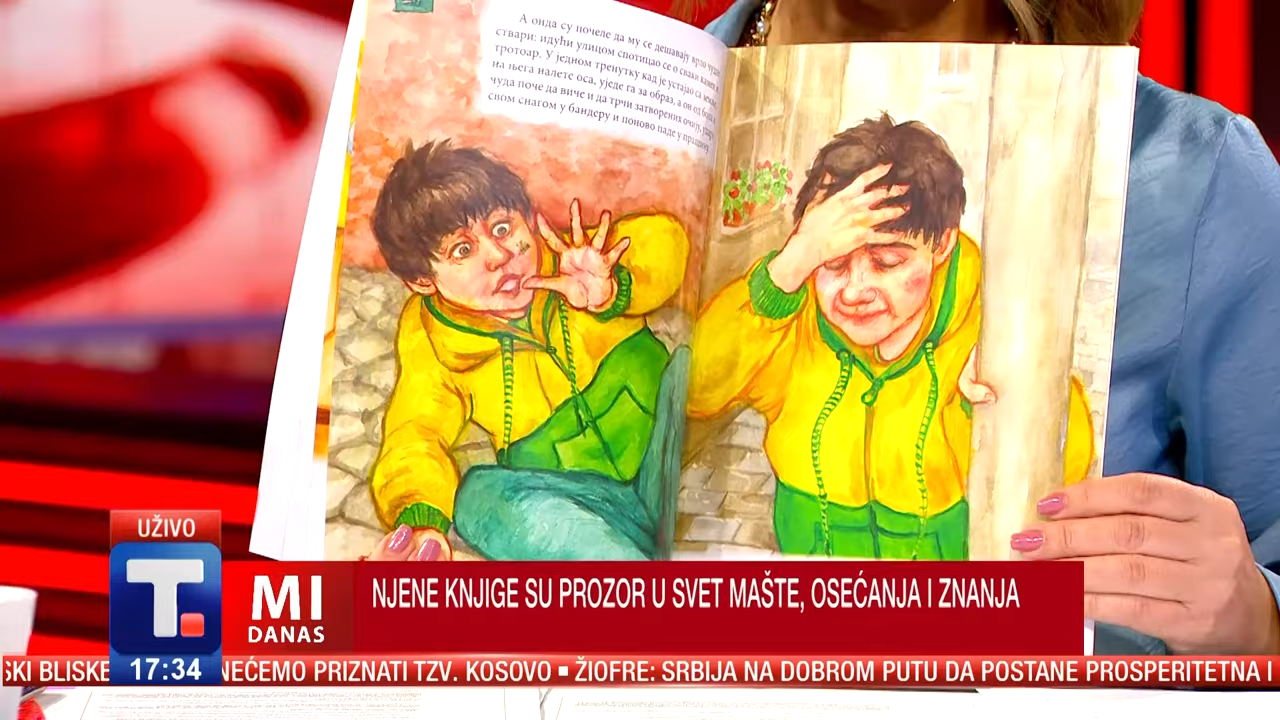 А онда су почеле да му се дешавају врло чудне
ствари: идући улицом спотицао се о сваки камен и
тротоар. У једном тренутку кад је устајао са земље,
на њега налете оса, уједе га за образ, а он од бола и
чуда поче да виче и да трчи затворених очију, удари
свом снагом у бандеру и поново паде у прашину.
UŽIVO
T.
MI
DANAS
NJENE KNJIGE SU PROZOR U SVET MAŠTE, OSEĆANJA I ZNANJA
17:34
SKI BLISKE
NEĆEMO PRIZNATI TZV. KOSOVO ▪ ŽIOFRE: SRBIJA NA DOBROM PUTU DA POSTANE PROSPERITETNA I